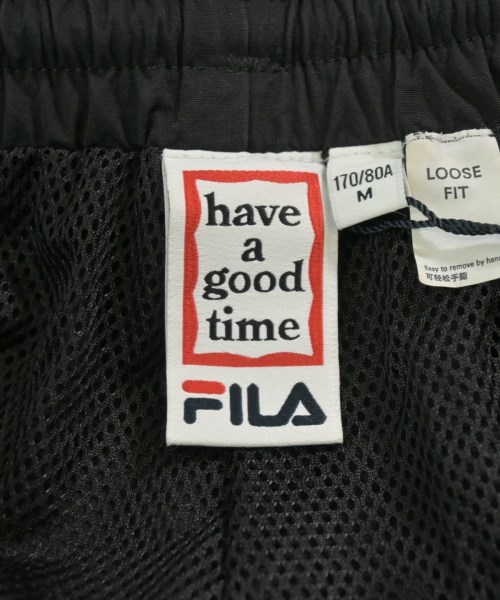 have
a
good
time
FILA
170/80A
M
LOOSE
FIT
Easy to remove by hand
可轻松手撕